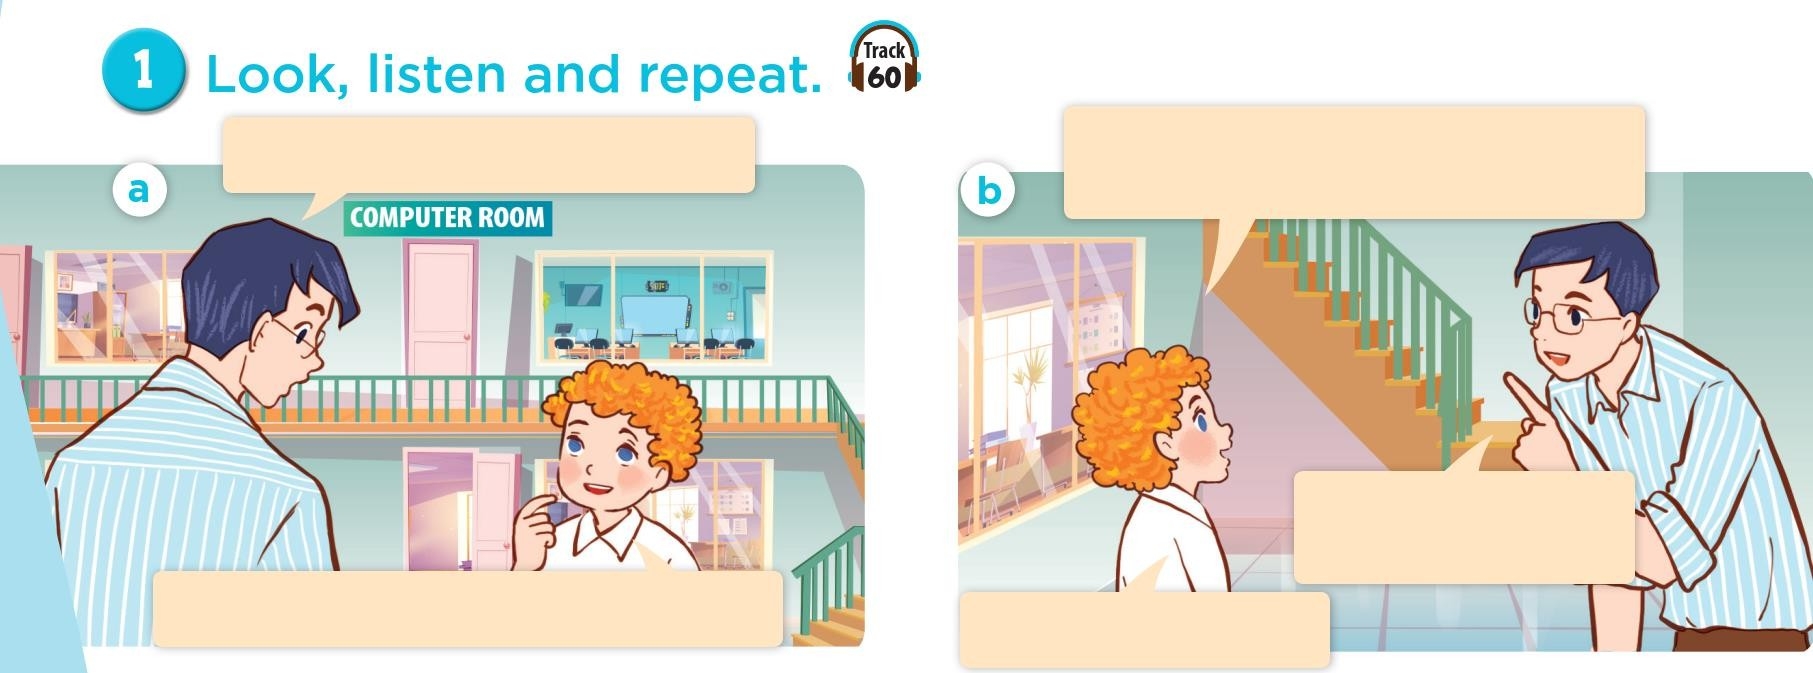 1 Look, listen and repeat. Track 60
a
COMPUTER ROOM
b